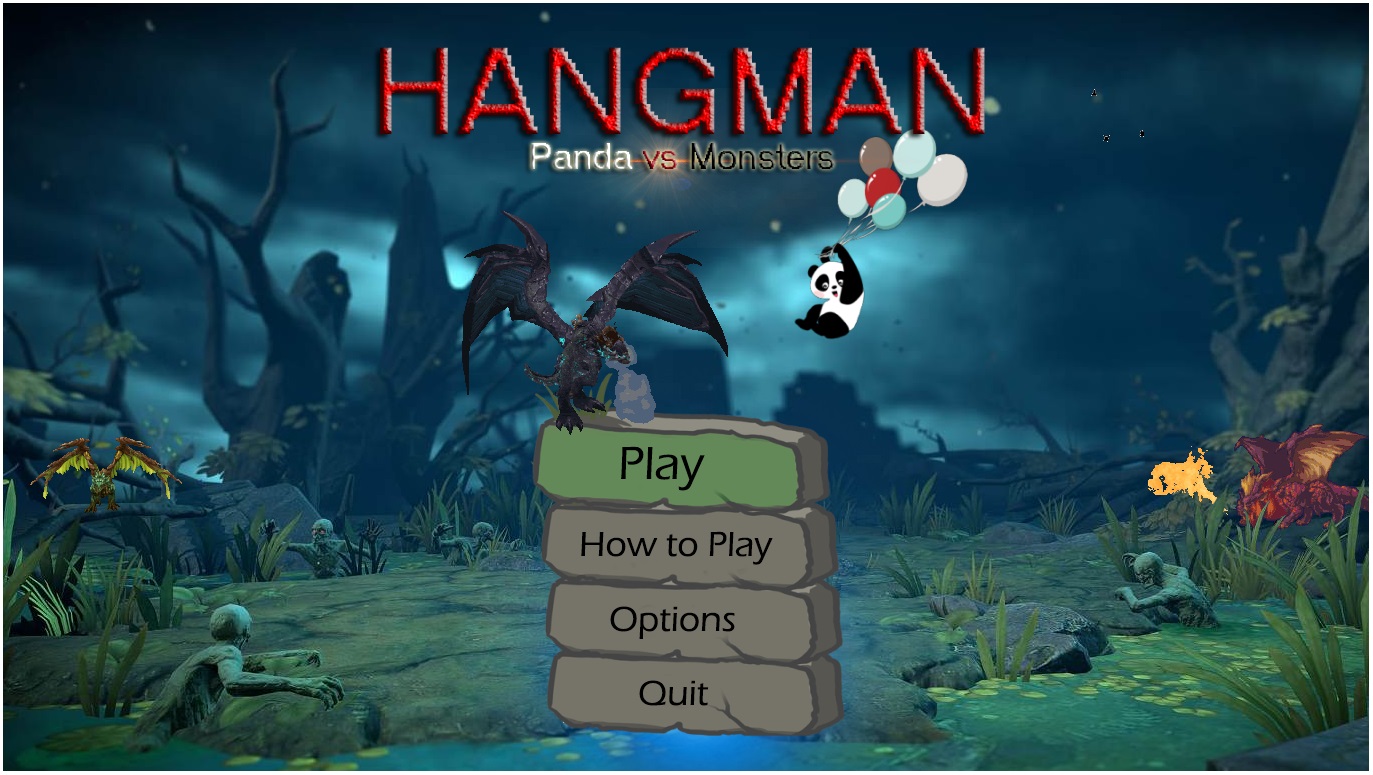 HANGMAN
Panda vs Monsters
Play
How to Play
Options
Quit